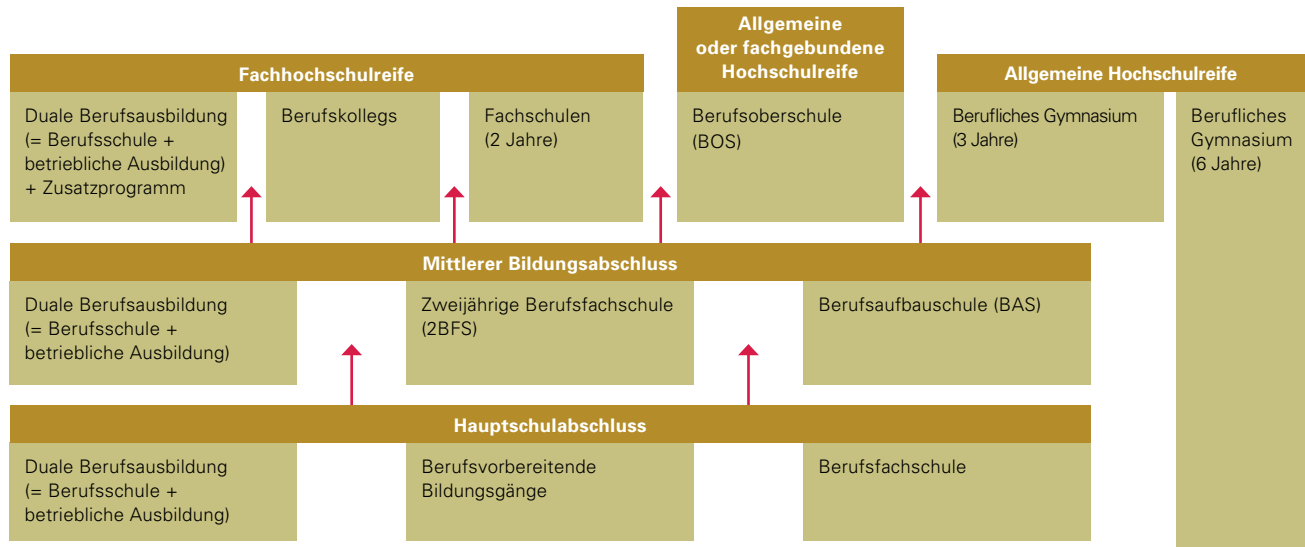 Allgemeine
oder fachgebundene
Hochschulreife
Fachhochschulreife
Allgemeine Hochschulreife
Duale Berufsausbildung
(= Berufsschule +
betriebliche Ausbildung)
+ Zusatzprogramm
Berufskollegs
Fachschulen
(2 Jahre)
Berufsoberschule
(BOS)
Berufliches Gymnasium
(3 Jahre)
Berufliches
Gymnasium
(6 Jahre)
Mittlerer Bildungsabschluss
Duale Berufsausbildung
(= Berufsschule +
betriebliche Ausbildung)
Zweijährige Berufsfachschule
(2BFS)
Berufsaufbauschule (BAS)
Hauptschulabschluss
Duale Berufsausbildung
(= Berufsschule +
betriebliche Ausbildung)
Berufsvorbereitende
Bildungsgänge
Berufsfachschule